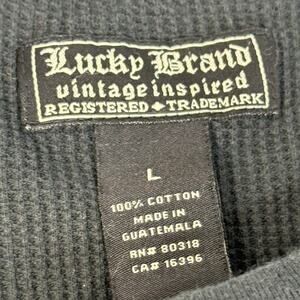 Lucky Brand
vintage inspired
REGISTERED ◆ TRADEMARK
L
100% COTTON
MADE IN
GUATEMALA
RN# 80318
CA# 16396